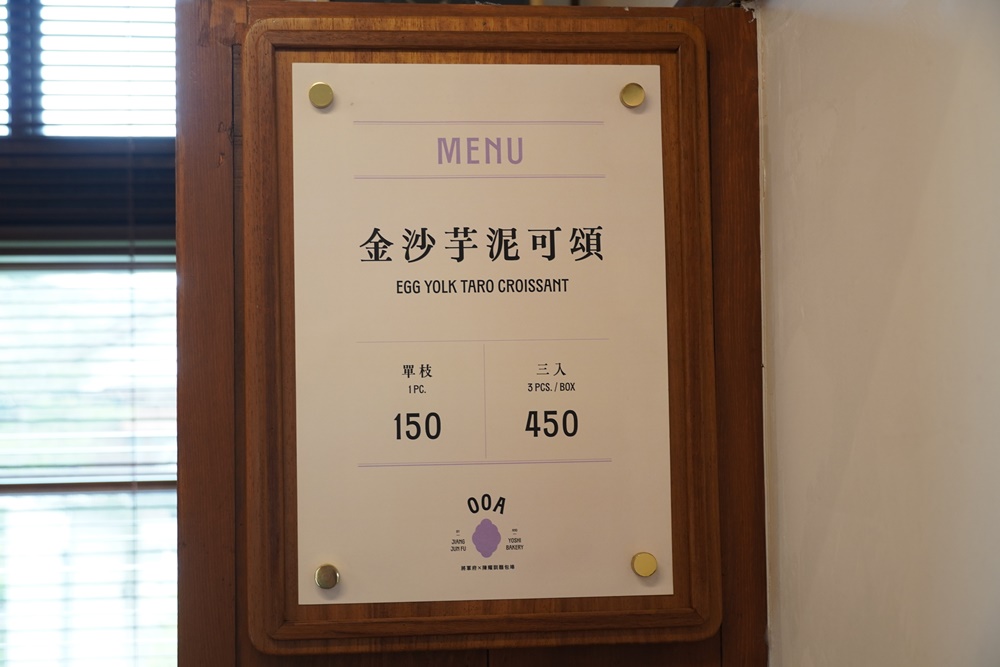 MENU
金沙芋泥可頌
EGG YOLK TARO CROISSANT
單枝
1 PC.
150
三入
3 PCS. / BOX
450
OOA
JIANG
JUN FU
YOSHI
BAKERY